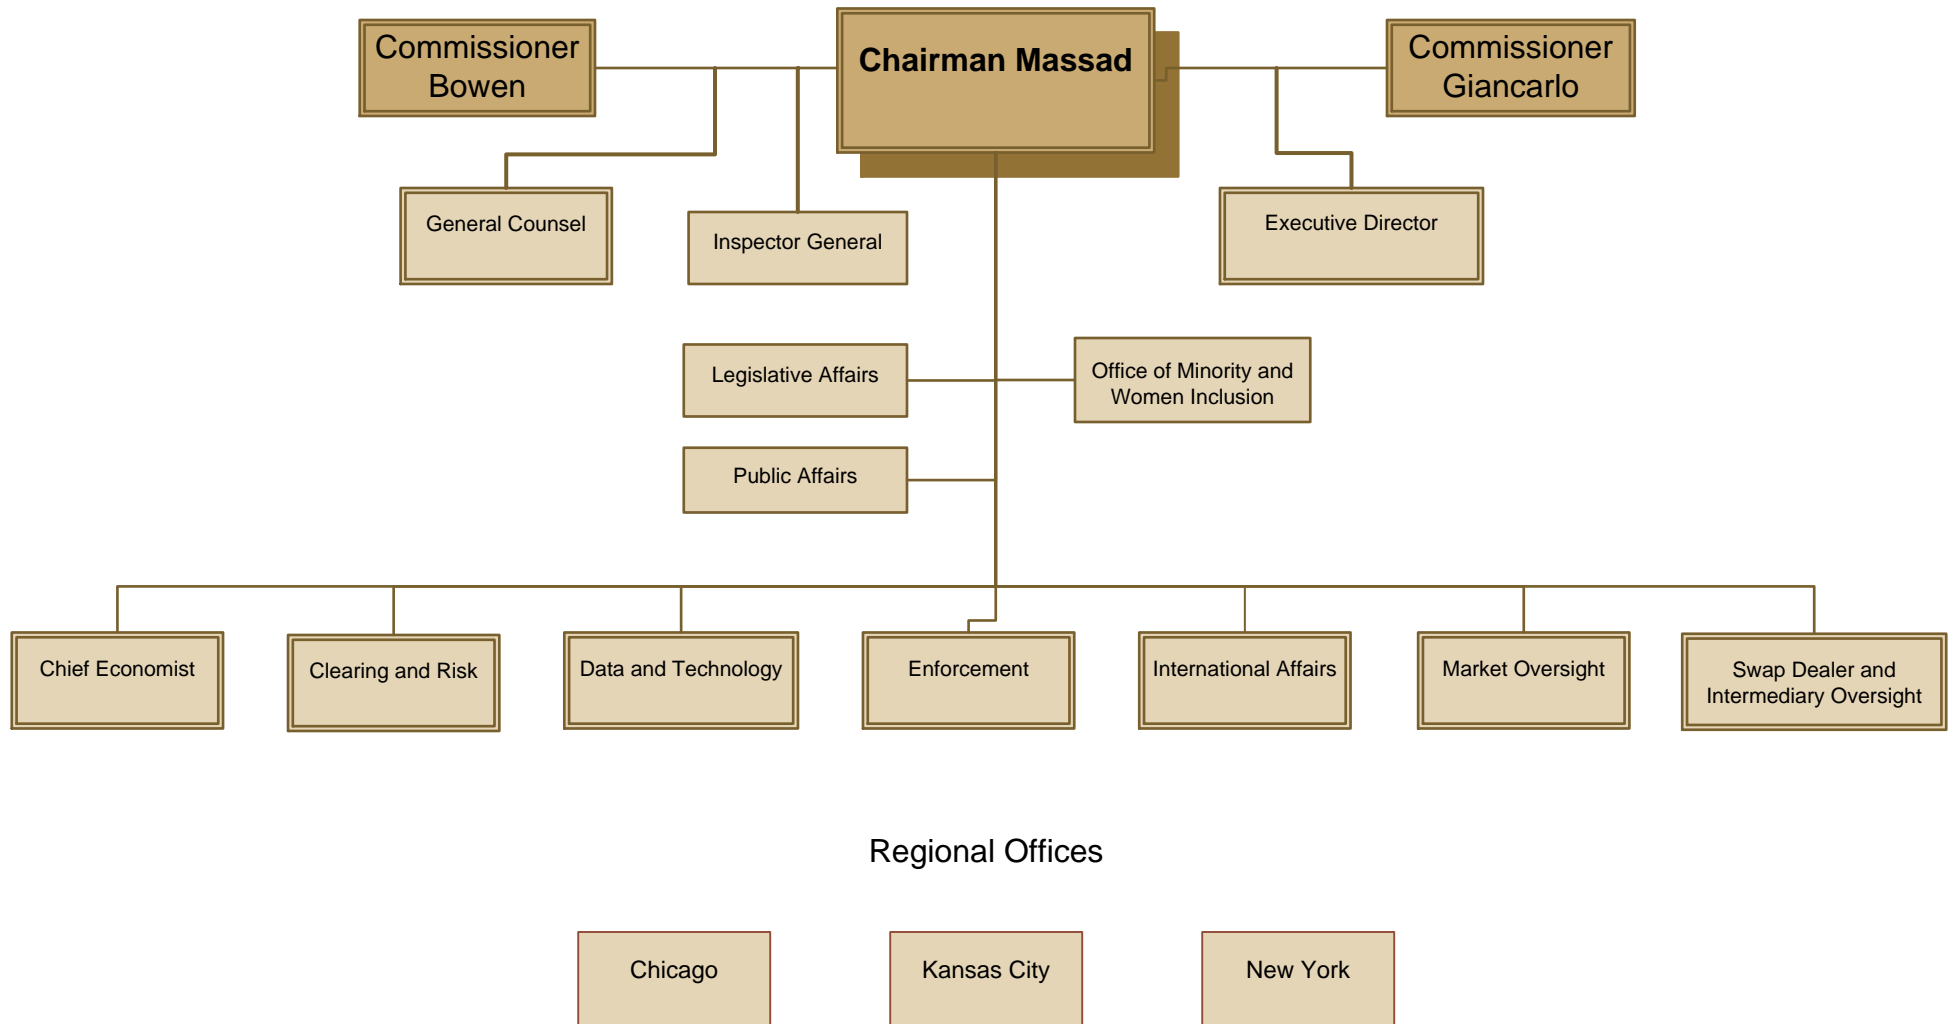 Commissioner
Bowen
Chairman Massad
Commissioner
Giancarlo
General Counsel
Inspector General
Executive Director
Legislative Affairs
Office of Minority and
Women Inclusion
Public Affairs
Chief Economist
Clearing and Risk
Data and Technology
Enforcement
International Affairs
Market Oversight
Swap Dealer and
Intermediary Oversight
Regional Offices
Chicago
Kansas City
New York